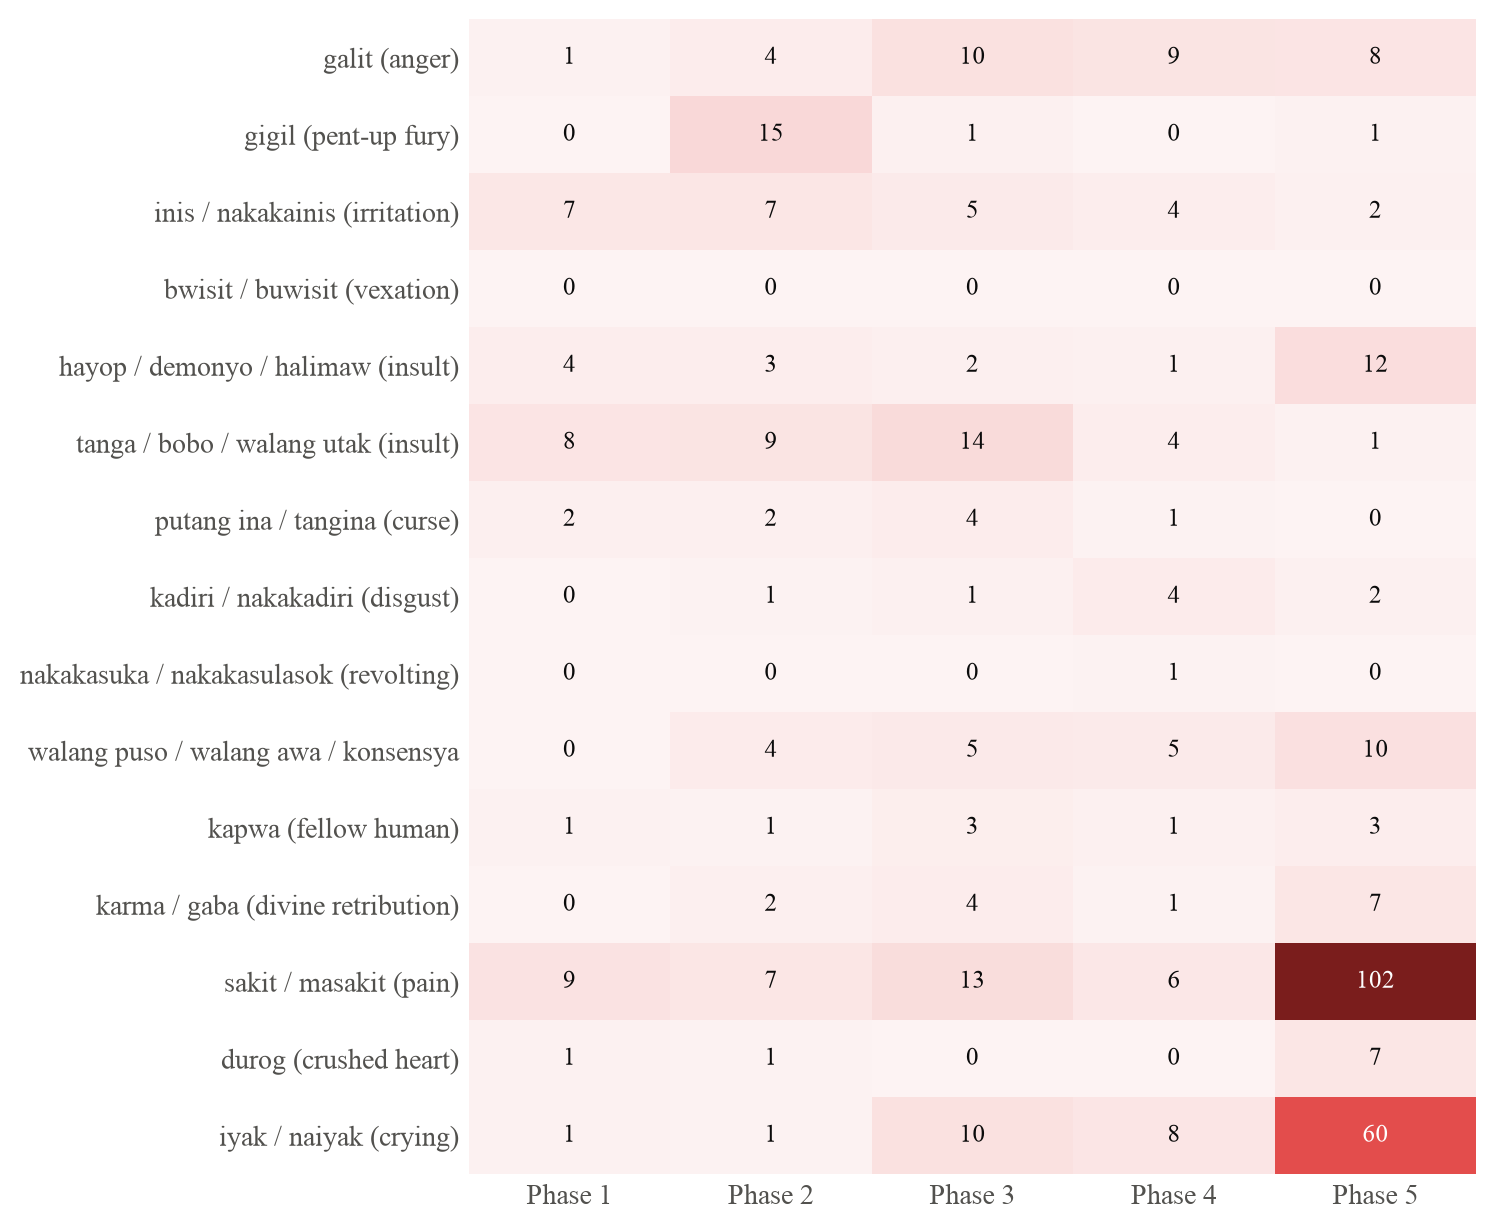 galit (anger) 1 4 10 9 8
gigil (pent-up fury) 0 15 1 0 1
inis / nakakainis (irritation) 7 7 5 4 2
bwisit / buwisit (vexation) 0 0 0 0 0
hayop / demonyo / halimaw (insult) 4 3 2 1 12
tanga / bobo / walang utak (insult) 8 9 14 4 1
putang ina / tangina (curse) 2 2 4 1 0
kadiri / nakakadiri (disgust) 0 1 1 4 2
nakakasuka / nakakasulasok (revolting) 0 0 0 1 0
walang puso / walang awa / konsensya 0 4 5 5 10
kapwa (fellow human) 1 1 3 1 3
karma / gaba (divine retribution) 0 2 4 1 7
sakit / masakit (pain) 9 7 13 6 102
durog (crushed heart) 1 1 0 0 7
iyak / naiyak (crying) 1 1 10 8 60
Phase 1 Phase 2 Phase 3 Phase 4 Phase 5